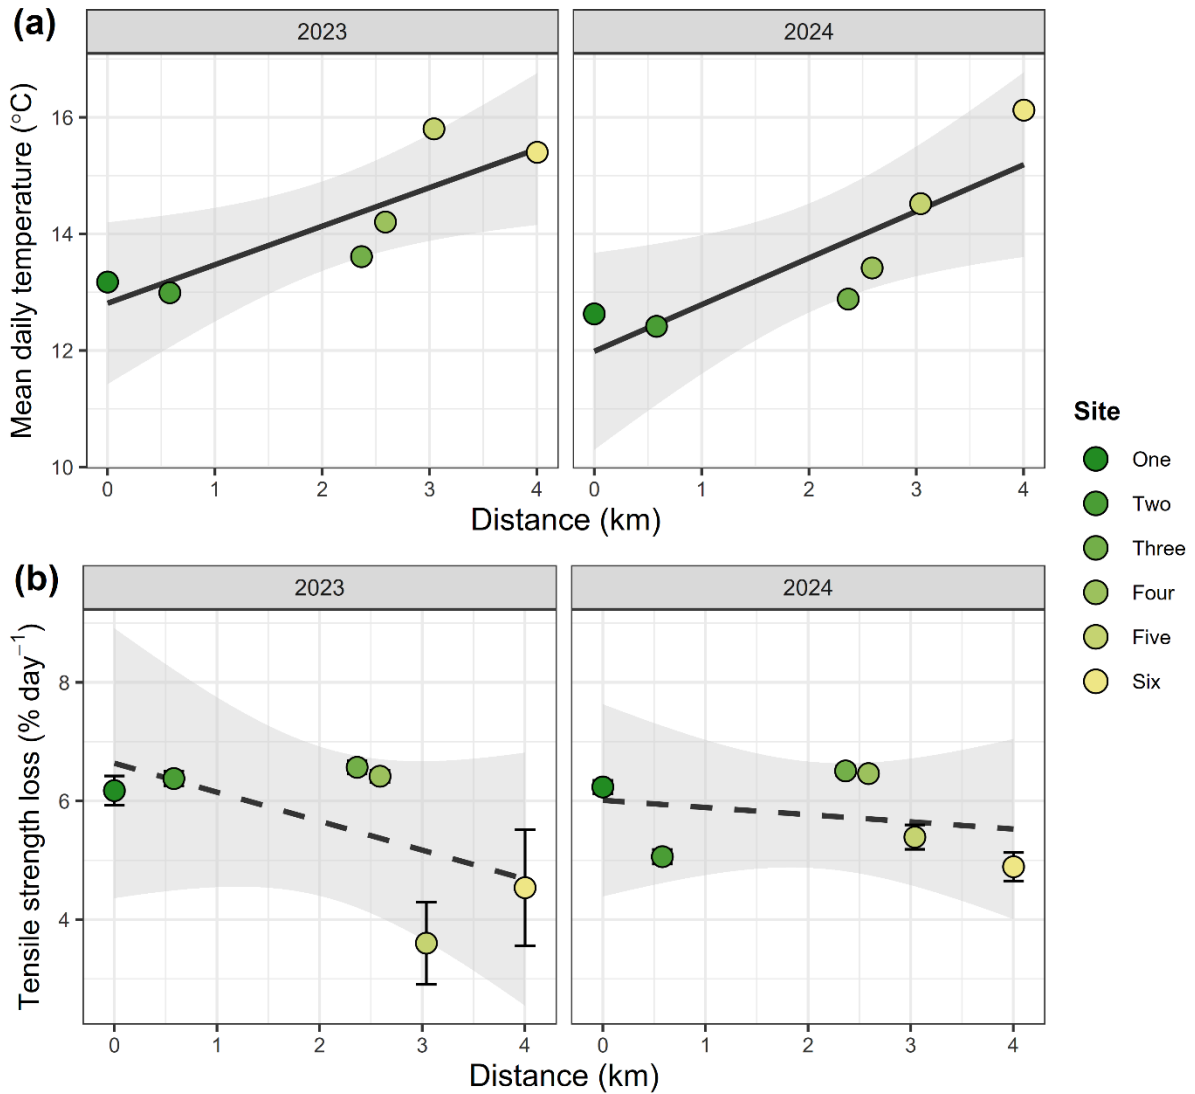 (a)
2023
2024
Mean daily temperature (°C)
16
14
12
10
0 1 2 3 4
0 1 2 3 4
Distance (km)
(b)
2023
2024
Tensile strength loss (% day⁻¹)
8
6
4
0 1 2 3 4
0 1 2 3 4
Distance (km)
Site
One
Two
Three
Four
Five
Six